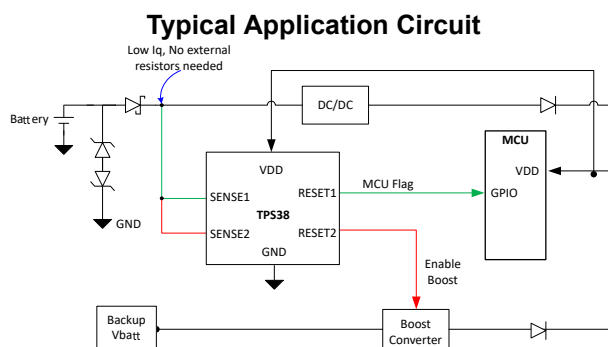 Typical Application Circuit
Low Iq, No external
resistors needed
DC/DC
Battery
MCU
VDD
VDD
SENSE1
RESET1
MCU Flag
GPIO
TPS38
SENSE2
RESET2
GND
GND
Enable
Boost
Backup
Vbatt
Boost
Converter